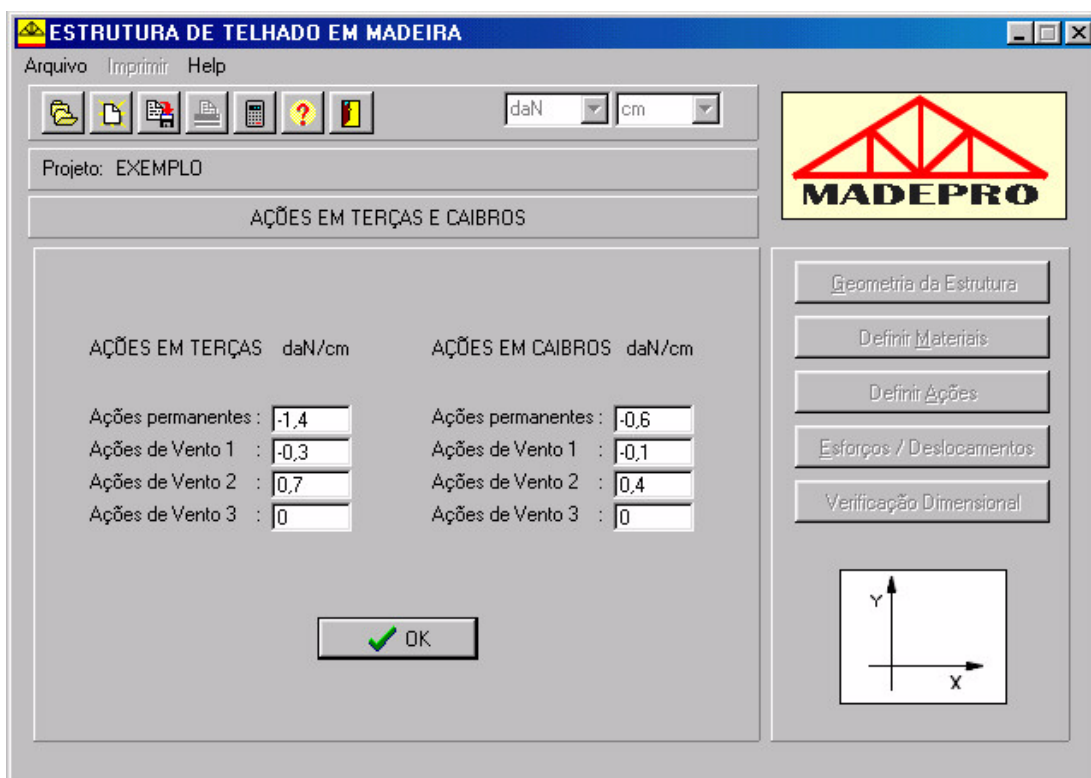 ESTRUTURA DE TELHADO EM MADEIRA
Arquivo Imprimir Help
daN cm
Projeto: EXEMPLO
AÇÕES EM TERÇAS E CAIBROS
MADEPRO
AÇÕES EM TERÇAS daN/cm
Ações permanentes : -1,4
Ações de Vento 1 : -0,3
Ações de Vento 2 : 0,7
Ações de Vento 3 : 0
AÇÕES EM CAIBROS daN/cm
Ações permanentes : -0,6
Ações de Vento 1 : -0,1
Ações de Vento 2 : 0,4
Ações de Vento 3 : 0
OK
Geometria da Estrutura
Definir Materiais
Definir Ações
Esforços / Deslocamentos
Verificação Dimensional
Y
X